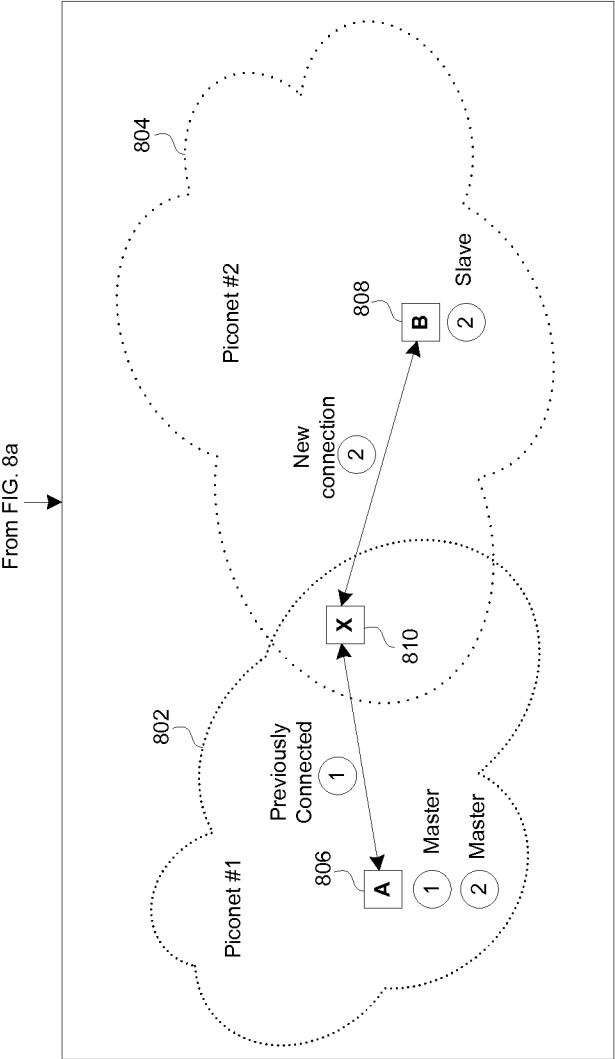 From FIG. 8a
802
804
Piconet #1
Piconet #2
Previously
Connected
1
New
connection
2
806
A
1
Master
2
Master
X
810
808
B
2
Slave